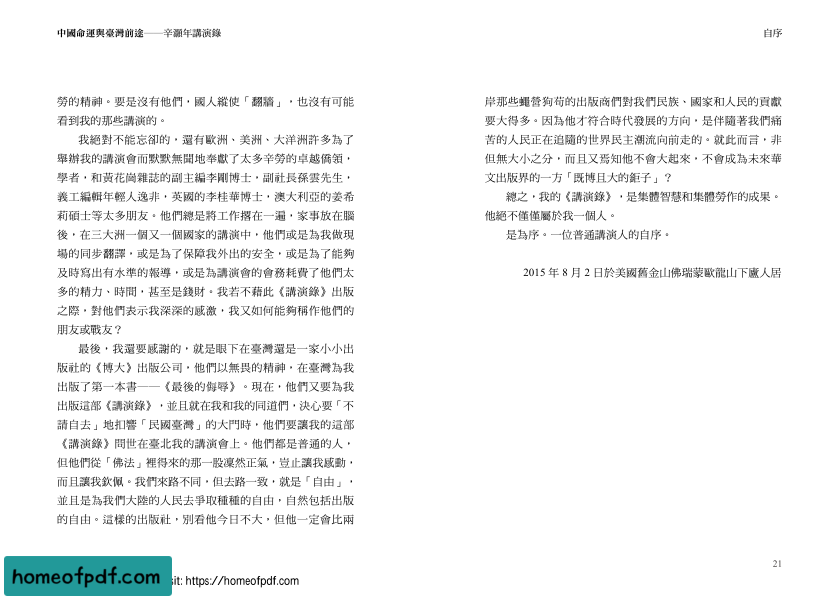 中國命運與臺灣前途——辛灝年講演錄
勞的精神。要是沒有他們，國人縱使「翻牆」，也沒有可能
看到我的那些講演的。
我絕對不能忘卻的，還有歐洲、美洲、大洋洲許多為了
舉辦我的講演會而默默無聞地奉獻了太多辛勞的卓越僑領，
學者，和黃花崗雜誌的副主編李剛博士，副社長孫雲先生，
義工編輯年輕人逸非，英國的李桂華博士，澳大利亞的姜希
莉碩士等太多朋友。他們總是將工作撂在一遍，家事放在腦
後，在三大洲一個又一個國家的講演中，他們或是為我做現
場的同步翻譯，或是為了保障我外出的安全，或是為了能夠
及時寫出有水準的報導，或是為講演會的會務耗費了他們太
多的精力、時間，甚至是錢財。我若不藉此《講演錄》出版
之際，對他們表示我深深的感激，我又如何能夠稱作他們的
朋友或戰友？
最後，我還要感謝的，就是眼下在臺灣還是一家小小出
版社的《博大》出版公司，他們以無畏的精神，在臺灣為我
出版了第一本書——《最後的侮辱》。現在，他們又要為我
出版這部《講演錄》，並且就在我和我的同道們，決心要「不
請自去」地扣響「民國臺灣」的大門時，他們要讓我的這部
《講演錄》問世在臺北我的講演會上。他們都是普通的人，
但他們從「佛法」裡得來的那一股凜然正氣，豈止讓我感動，
而且讓我欽佩。我們來路不同，但去路一致，就是「自由」，
並且是為我們大陸的人民去爭取種種的自由，自然包括出版
的自由。這樣的出版社，別看他今日不大，但他一定會比兩
自序
岸那些蠅營狗苟的出版商們對我們民族、國家和人民的貢獻
要大得多。因為他才符合時代發展的方向，是伴隨著我們痛
苦的人民正在追隨的世界民主潮流向前走的。就此而言，非
但無大小之分，而且又焉知他不會大起來，不會成為未來華
文出版界的一方「既博且大的鉅子」？
總之，我的《講演錄》，是集體智慧和集體勞作的成果。
他絕不僅僅屬於我一個人。
是為序。一位普通講演人的自序。
2015 年 8 月 2 日於美國舊金山佛瑞蒙歐龍山下廬人居
21
homeofpdf.com
sit: https://homeofpdf.com